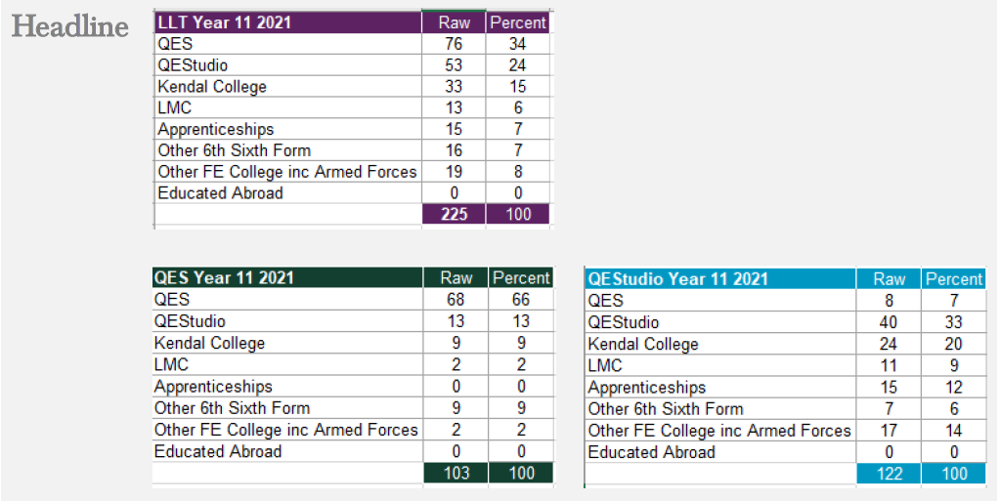 Headline
LLT Year 11 2021 Raw Percent
QES 76 34
QEStudio 53 24
Kendal College 33 15
LMC 13 6
Apprenticeships 15 7
Other 6th Sixth Form 16 7
Other FE College inc Armed Forces 19 8
Educated Abroad 0 0
225 100
QES Year 11 2021 Raw Percent
QES 68 66
QEStudio 13 13
Kendal College 9 9
LMC 2 2
Apprenticeships 0 0
Other 6th Sixth Form 9 9
Other FE College inc Armed Forces 2 2
Educated Abroad 0 0
103 100
QEStudio Year 11 2021 Raw Percent
QES 8 7
QEStudio 40 33
Kendal College 24 20
LMC 11 9
Apprenticeships 15 12
Other 6th Sixth Form 7 6
Other FE College inc Armed Forces 17 14
Educated Abroad 0 0
122 100